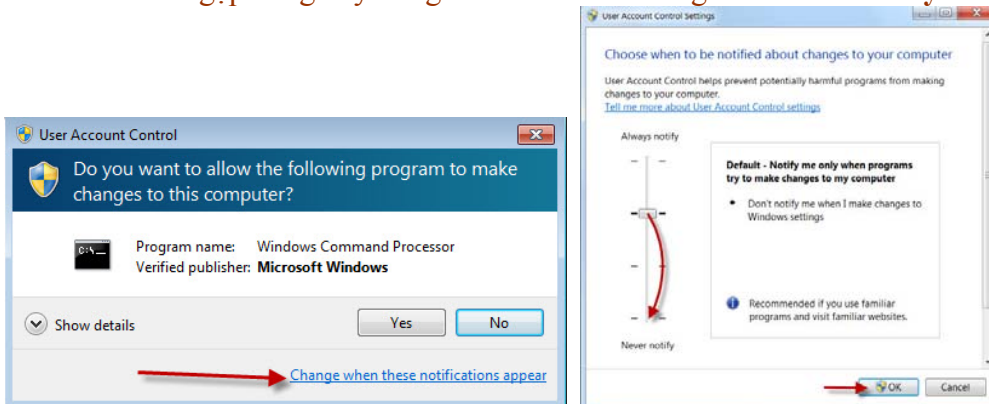 User Account Control
Do you want to allow the following program to make
changes to this computer?
C:\_
Program name: Windows Command Processor
Verified publisher: Microsoft Windows
Show details
Yes
No
Change when these notifications appear
User Account Control Settings
Choose when to be notified about changes to your computer
User Account Control helps prevent potentially harmful programs from making
changes to your computer.
Tell me more about User Account Control settings
Always notify
Default - Notify me only when programs
try to make changes to my computer
• Don't notify me when I make changes to
Windows settings
Recommended if you use familiar
programs and visit familiar websites.
Never notify
OK
Cancel